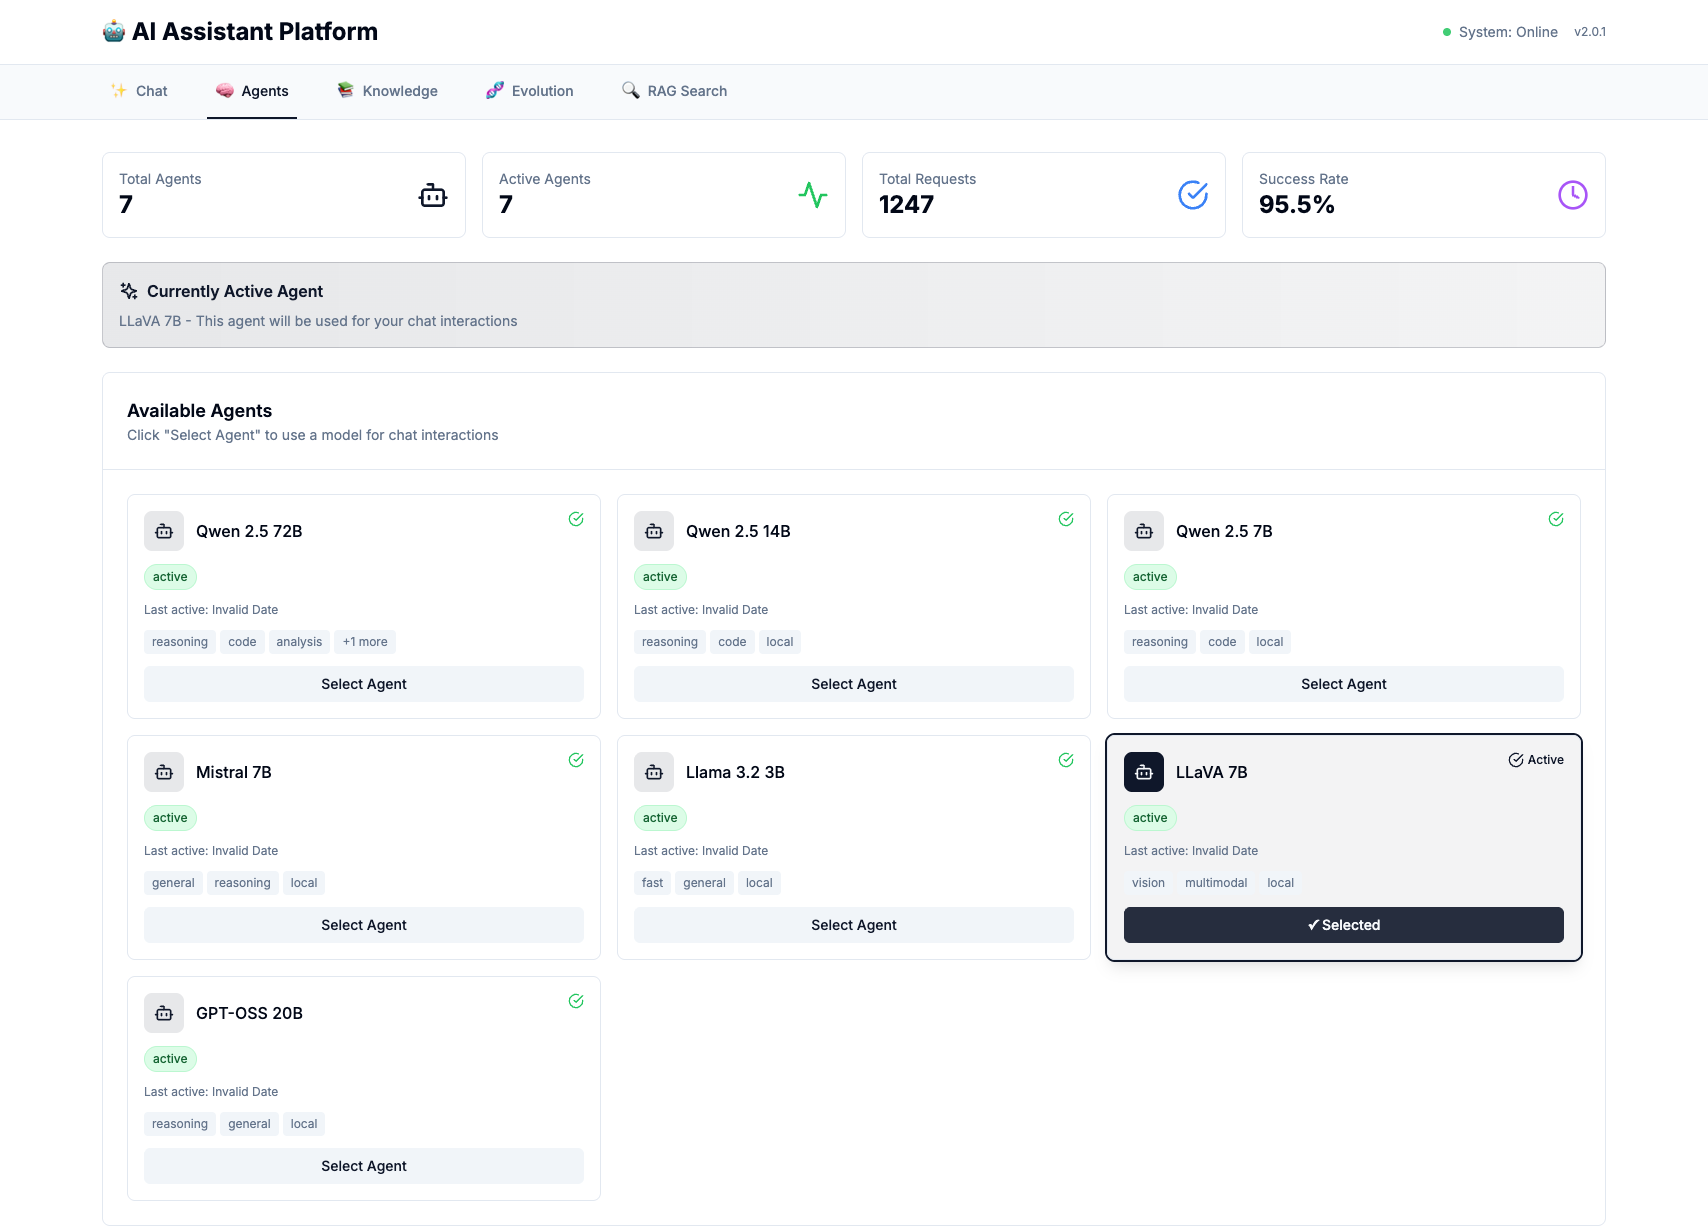 AI Assistant Platform
System: Online v2.0.1
Chat
Agents
Knowledge
Evolution
RAG Search
Total Agents
7
Active Agents
7
Total Requests
1247
Success Rate
95.5%
Currently Active Agent
LLaVA 7B - This agent will be used for your chat interactions
Available Agents
Click "Select Agent" to use a model for chat interactions
Qwen 2.5 72B
active
Last active: Invalid Date
reasoning code analysis +1 more
Select Agent
Qwen 2.5 14B
active
Last active: Invalid Date
reasoning code local
Select Agent
Qwen 2.5 7B
active
Last active: Invalid Date
reasoning code local
Select Agent
Mistral 7B
active
Last active: Invalid Date
general reasoning local
Select Agent
Llama 3.2 3B
active
Last active: Invalid Date
fast general local
Select Agent
LLaVA 7B
Active
active
Last active: Invalid Date
vision multimodal local
✓ Selected
GPT-OSS 20B
active
Last active: Invalid Date
reasoning general local
Select Agent